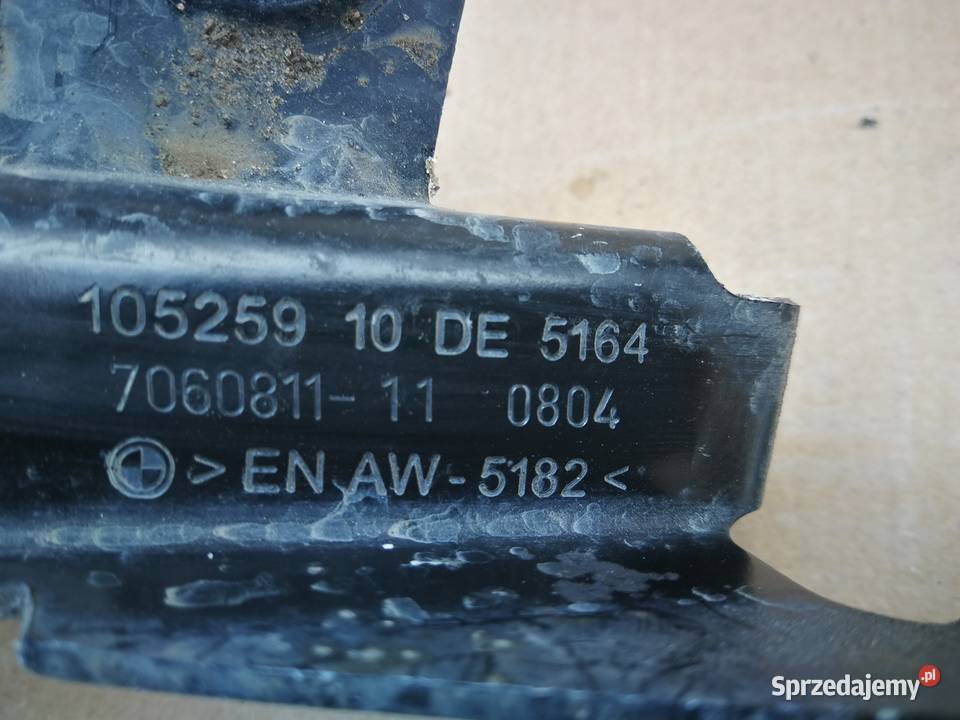 105259 10 DE 5164
7060811-11 0804
>EN AW-5182<
Sprzedajemy.pl